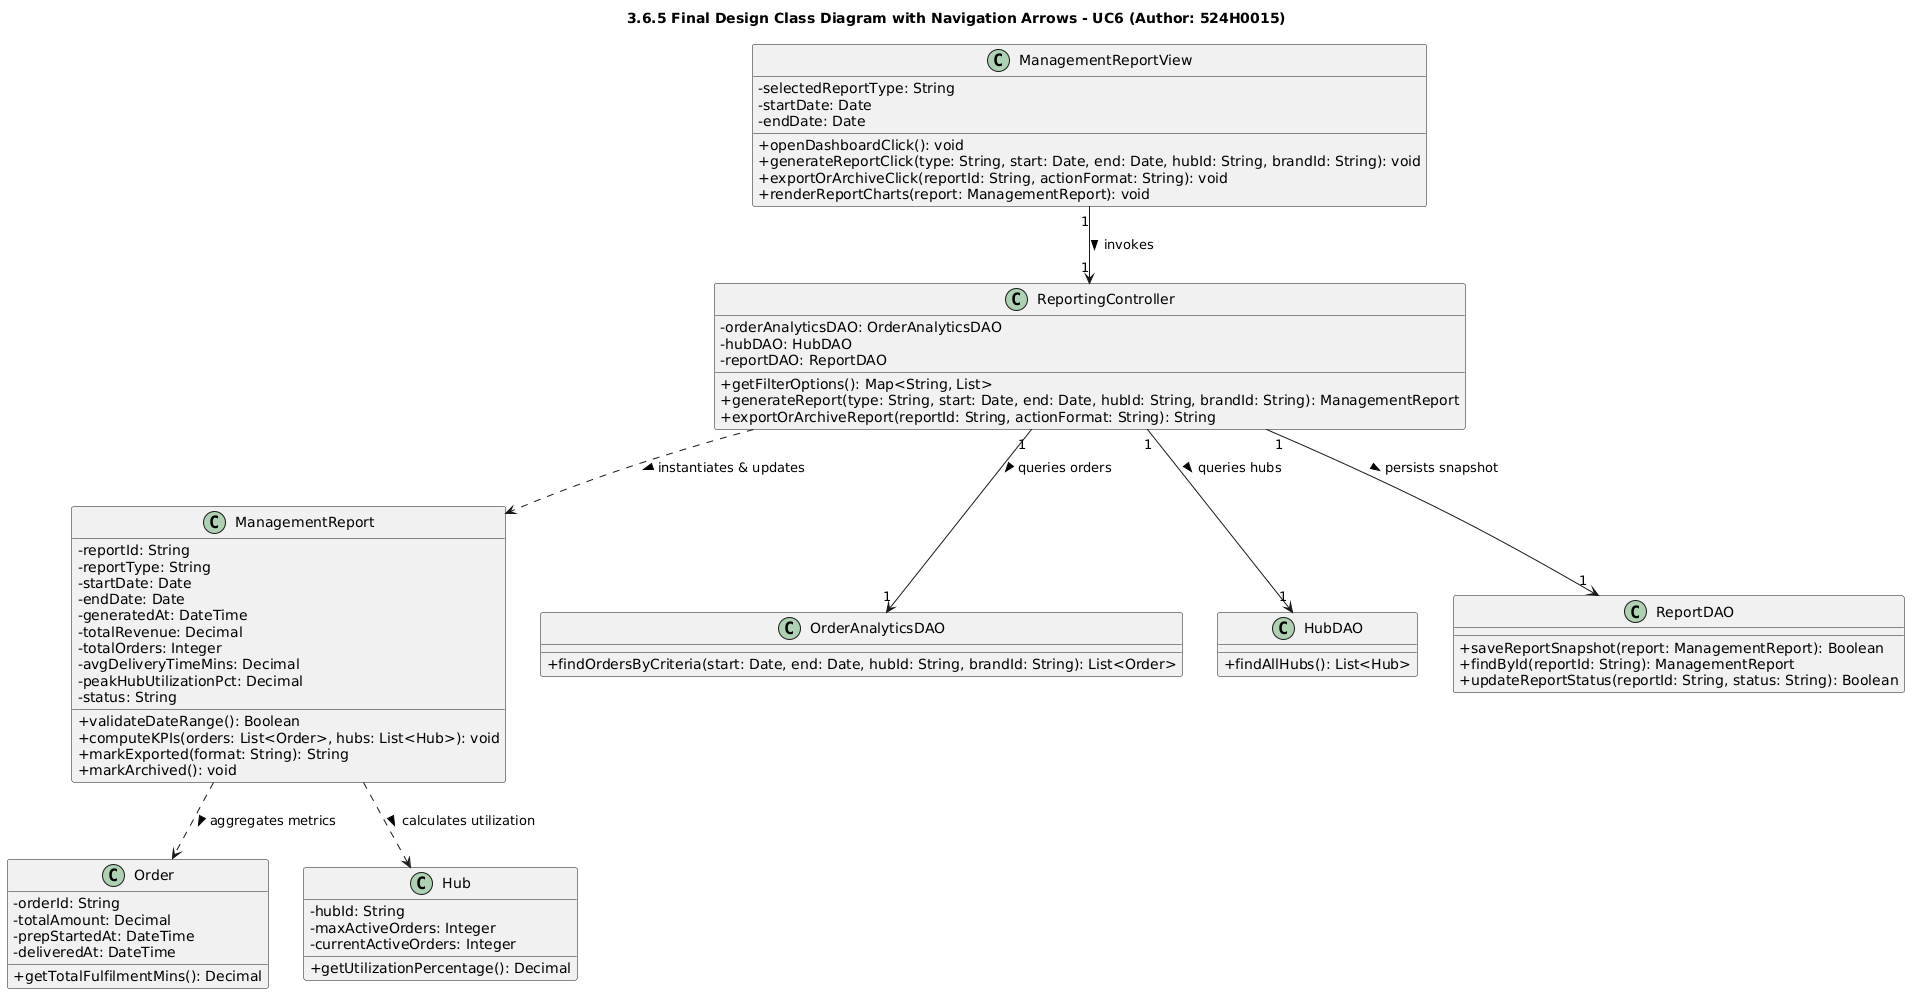 3.6.5 Final Design Class Diagram with Navigation Arrows - UC6 (Author: 524H0015)
C ManagementReportView
-selectedReportType: String
-startDate: Date
-endDate: Date
+openDashboardClick(): void
+generateReportClick(type: String, start: Date, end: Date, hubId: String, brandId: String): void
+exportOrArchiveClick(reportId: String, actionFormat: String): void
+renderReportCharts(report: ManagementReport): void
1
invokes
1
C ReportingController
-orderAnalyticsDAO: OrderAnalyticsDAO
-hubDAO: HubDAO
-reportDAO: ReportDAO
+getFilterOptions(): Map<String, List>
+generateReport(type: String, start: Date, end: Date, hubId: String, brandId: String): ManagementReport
+exportOrArchiveReport(reportId: String, actionFormat: String): String
1 1 1
instantiates & updates queries orders queries hubs persists snapshot
C ManagementReport
-reportId: String
-reportType: String
-startDate: Date
-endDate: Date
-generatedAt: DateTime
-totalRevenue: Decimal
-totalOrders: Integer
-avgDeliveryTimeMins: Decimal
-peakHubUtilizationPct: Decimal
-status: String
+validateDateRange(): Boolean
+computeKPIs(orders: List<Order>, hubs: List<Hub>): void
+markExported(format: String): String
+markArchived(): void
1
C OrderAnalyticsDAO
+findOrdersByCriteria(start: Date, end: Date, hubId: String, brandId: String): List<Order>
1
C HubDAO
+findAllHubs(): List<Hub>
1
C ReportDAO
+saveReportSnapshot(report: ManagementReport): Boolean
+findById(reportId: String): ManagementReport
+updateReportStatus(reportId: String, status: String): Boolean
aggregates metrics calculates utilization
C Order
-orderId: String
-totalAmount: Decimal
-prepStartedAt: DateTime
-deliveredAt: DateTime
+getTotalFulfilmentMins(): Decimal
C Hub
-hubId: String
-maxActiveOrders: Integer
-currentActiveOrders: Integer
+getUtilizationPercentage(): Decimal